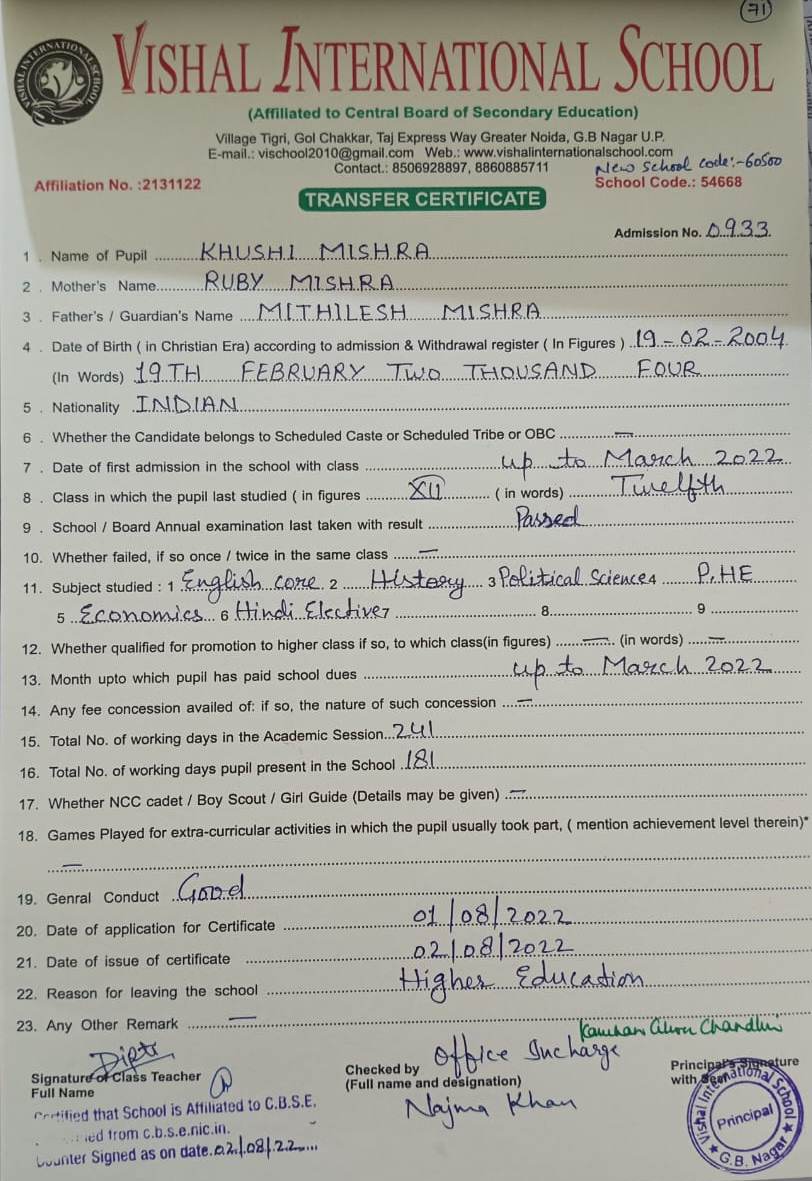 71
VISHAL INTERNATIONAL SCHOOL
(Affiliated to Central Board of Secondary Education)
Village Tigri, Gol Chakkar, Taj Express Way Greater Noida, G.B Nagar U.P.
E-mail.: vischool2010@gmail.com Web.: www.vishalinternationalschool.com
Contact.: 8506928897, 8860885711
New School Code:-60500
Affiliation No. :2131122
School Code.: 54668
TRANSFER CERTIFICATE
Admission No. 0933.
1 . Name of Pupil KHUSHI MISHRA
2 . Mother's Name RUBY MISHRA
3 . Father's / Guardian's Name MITHILESH MISHRA
4 . Date of Birth ( in Christian Era) according to admission & Withdrawal register ( In Figures ) 19-02-2004
(In Words) 19TH FEBRUARY TWO THOUSAND FOUR
5 . Nationality INDIAN
6 . Whether the Candidate belongs to Scheduled Caste or Scheduled Tribe or OBC —
7 . Date of first admission in the school with class up to March 2022
8 . Class in which the pupil last studied ( in figures XII ( in words) Twelfth
9 . School / Board Annual examination last taken with result Passed
10. Whether failed, if so once / twice in the same class —
11. Subject studied : 1 English core 2 History 3 Political Science 4 P.HE
5 Economics 6 Hindi Elective 7 8 9
12. Whether qualified for promotion to higher class if so, to which class(in figures) — (in words) —
13. Month upto which pupil has paid school dues up to March 2022
14. Any fee concession availed of: if so, the nature of such concession —
15. Total No. of working days in the Academic Session 241
16. Total No. of working days pupil present in the School 181
17. Whether NCC cadet / Boy Scout / Girl Guide (Details may be given) —
18. Games Played for extra-curricular activities in which the pupil usually took part, ( mention achievement level therein)*
—
19. Genral Conduct Good
20. Date of application for Certificate 01/08/2022
21. Date of issue of certificate 02/08/2022
22. Reason for leaving the school Higher Education
23. Any Other Remark —
Signature of Class Teacher
Full Name
Checked by Office Incharge
(Full name and designation)
Najma Khan
Principal's Signature
with Seal
Vishal International School
Principal
G.B. Nagar
Certified that School is Affiliated to C.B.S.E.
from c.b.s.e.nic.in.
Counter Signed as on date. 02/08/22